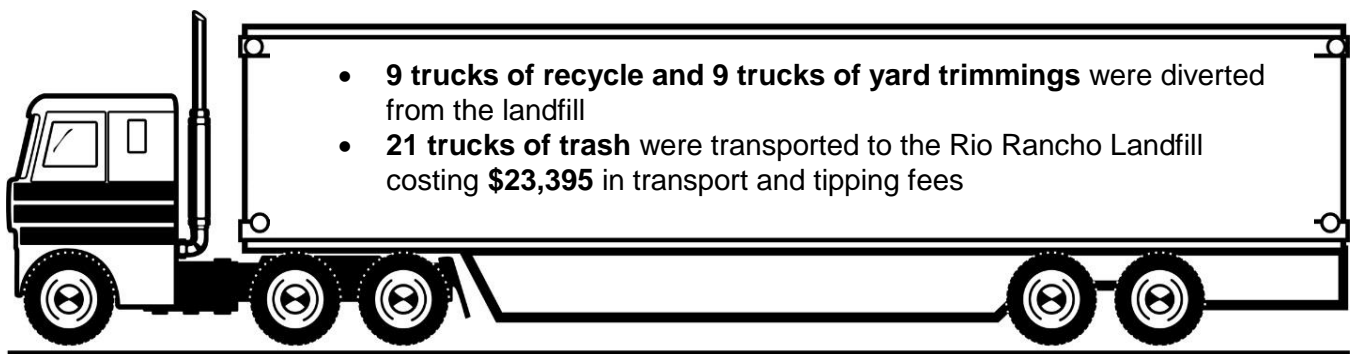 • 9 trucks of recycle and 9 trucks of yard trimmings were diverted
from the landfill
• 21 trucks of trash were transported to the Rio Rancho Landfill
costing $23,395 in transport and tipping fees